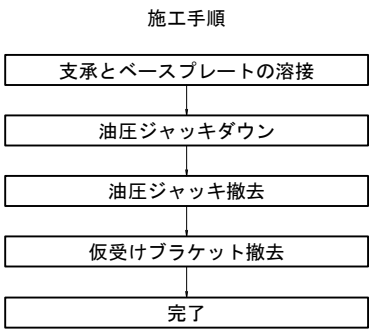 施工手順
支承とベースプレートの溶接
油圧ジャッキダウン
油圧ジャッキ撤去
仮受けブラケット撤去
完了